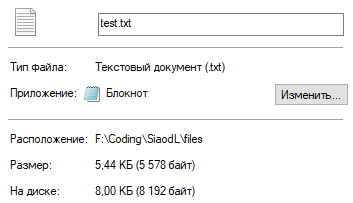 test.txt
Тип файла: Текстовый документ (.txt)
Приложение: Блокнот Изменить...
Расположение: F:\Coding\SiaodL\files
Размер: 5,44 КБ (5 578 байт)
На диске: 8,00 КБ (8 192 байт)